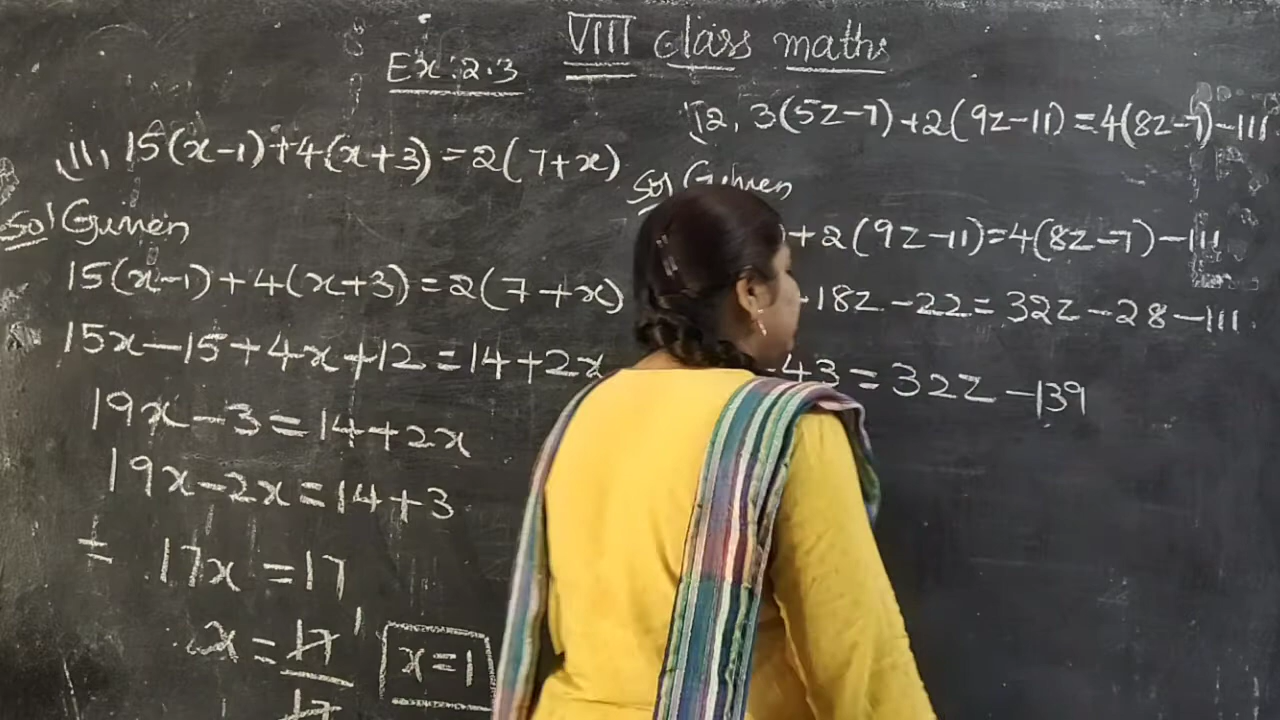 VIII class maths
Ex:2.3
11, 15(x-1)+4(x+3)=2(7+x)
Sol Given
15(x-1)+4(x+3)=2(7+x)
15x-15+4x+12=14+2x
19x-3=14+2x
19x-2x=14+3
17x=17
x=17/17 1
x=1
12, 3(5z-7)+2(9z-11)=4(8z-7)-111
Sol Given
)+2(9z-11)=4(8z-7)-111
18z-22=32z-28-111
-43=32z-139